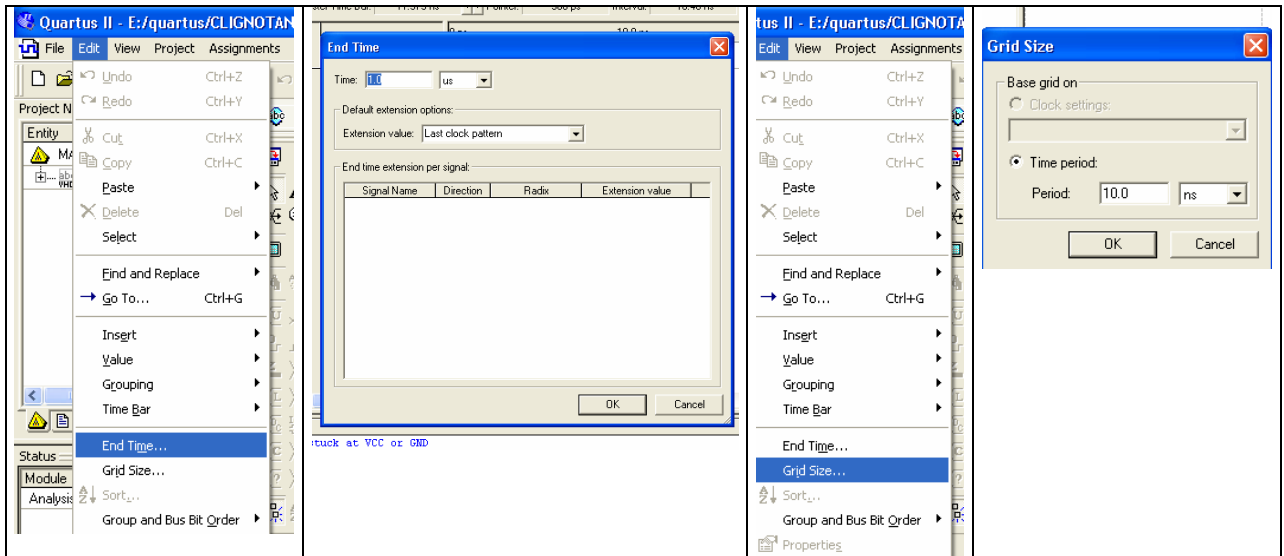 Quartus II - E:/quartus/CLIGNOTAN
File Edit View Project Assignments
Undo Ctrl+Z
Redo Ctrl+Y
Project N
Entity
Cut Ctrl+X
Copy Ctrl+C
Paste
Delete Del
Select
Find and Replace
Go To... Ctrl+G
Insert
Value
Grouping
Time Bar
End Time...
Status
Grid Size...
Module
Sort...
Analysis
Group and Bus Bit Order
Pointer:
Interval:
End Time
Time: 1.0 us
Default extension options:
Extension value: Last clock pattern
End time extension per signal:
Signal Name Direction Radix Extension value
OK Cancel
stuck at VCC or GND
tus II - E:/quartus/CLIGNOTA
Edit View Project Assignments
Undo Ctrl+Z
Redo Ctrl+Y
Cut Ctrl+X
Copy Ctrl+C
Paste
Delete Del
Select
Find and Replace
Go To... Ctrl+G
Insert
Value
Grouping
Time Bar
End Time...
Grid Size...
Sort...
Group and Bus Bit Order
Properties
Grid Size
Base grid on
Clock settings:
Time period:
Period: 10.0 ns
OK Cancel